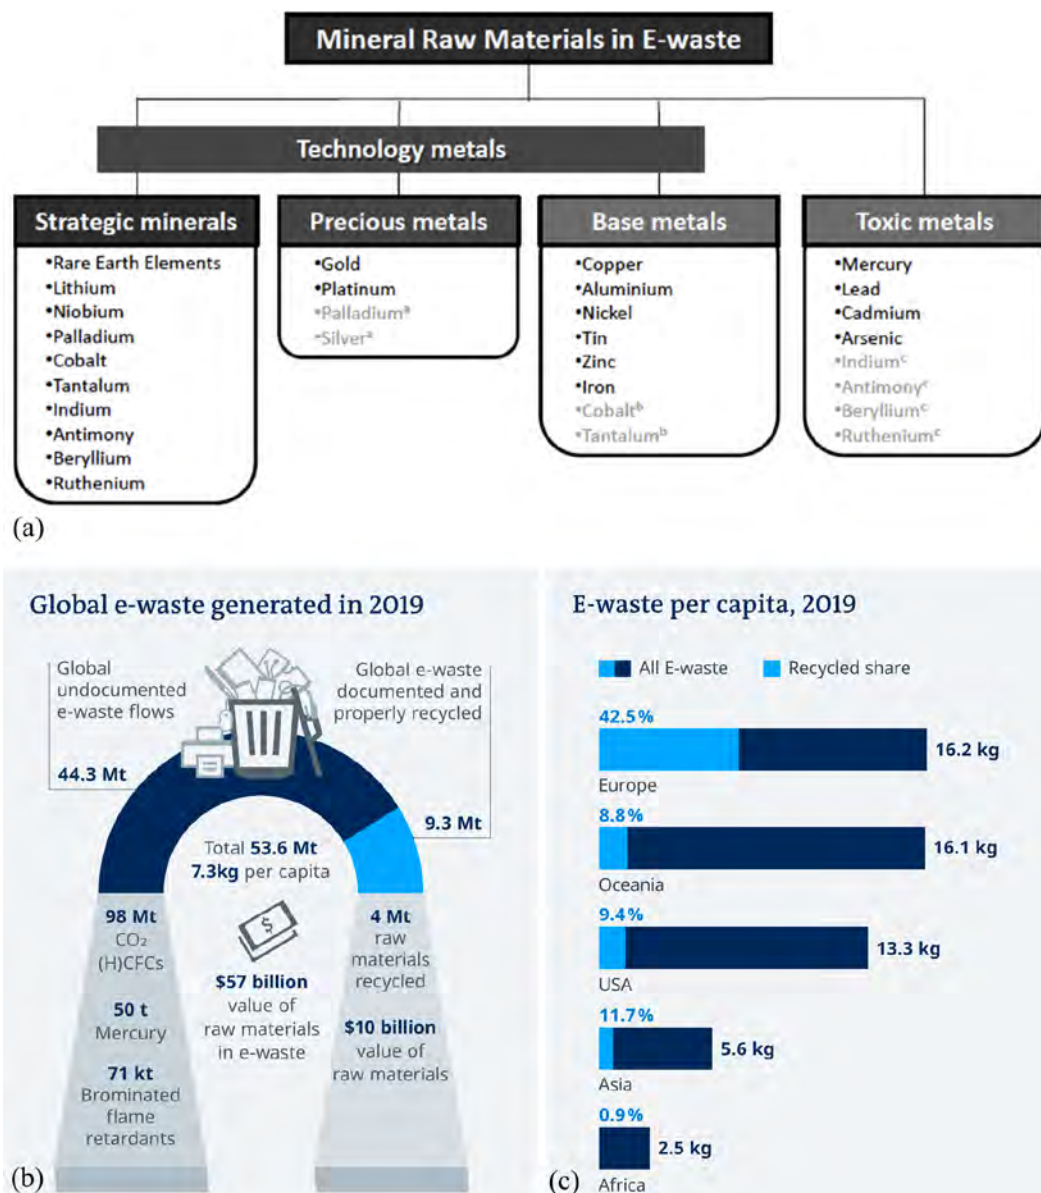 Mineral Raw Materials in E-waste
Technology metals
Strategic minerals
•Rare Earth Elements
•Lithium
•Niobium
•Palladium
•Cobalt
•Tantalum
•Indium
•Antimony
•Beryllium
•Ruthenium
Precious metals
•Gold
•Platinum
•Palladiumᵃ
•Silverᵃ
Base metals
•Copper
•Aluminium
•Nickel
•Tin
•Zinc
•Iron
•Cobaltᵇ
•Tantalumᵇ
Toxic metals
•Mercury
•Lead
•Cadmium
•Arsenic
•Indiumᶜ
•Antimonyᶜ
•Berylliumᶜ
•Rutheniumᶜ
(a)
Global e-waste generated in 2019
Global
undocumented
e-waste flows
44.3 Mt
Global e-waste
documented and
properly recycled
9.3 Mt
Total 53.6 Mt
7.3kg per capita
98 Mt
CO₂
(H)CFCs
50 t
Mercury
71 kt
Brominated
flame
retardants
$
$57 billion
value of
raw materials
in e-waste
4 Mt
raw
materials
recycled
$10 billion
value of
raw materials
(b)
E-waste per capita, 2019
All E-waste
Recycled share
42.5%
16.2 kg
Europe
8.8%
16.1 kg
Oceania
9.4%
13.3 kg
USA
11.7%
5.6 kg
Asia
0.9%
2.5 kg
Africa
(c)